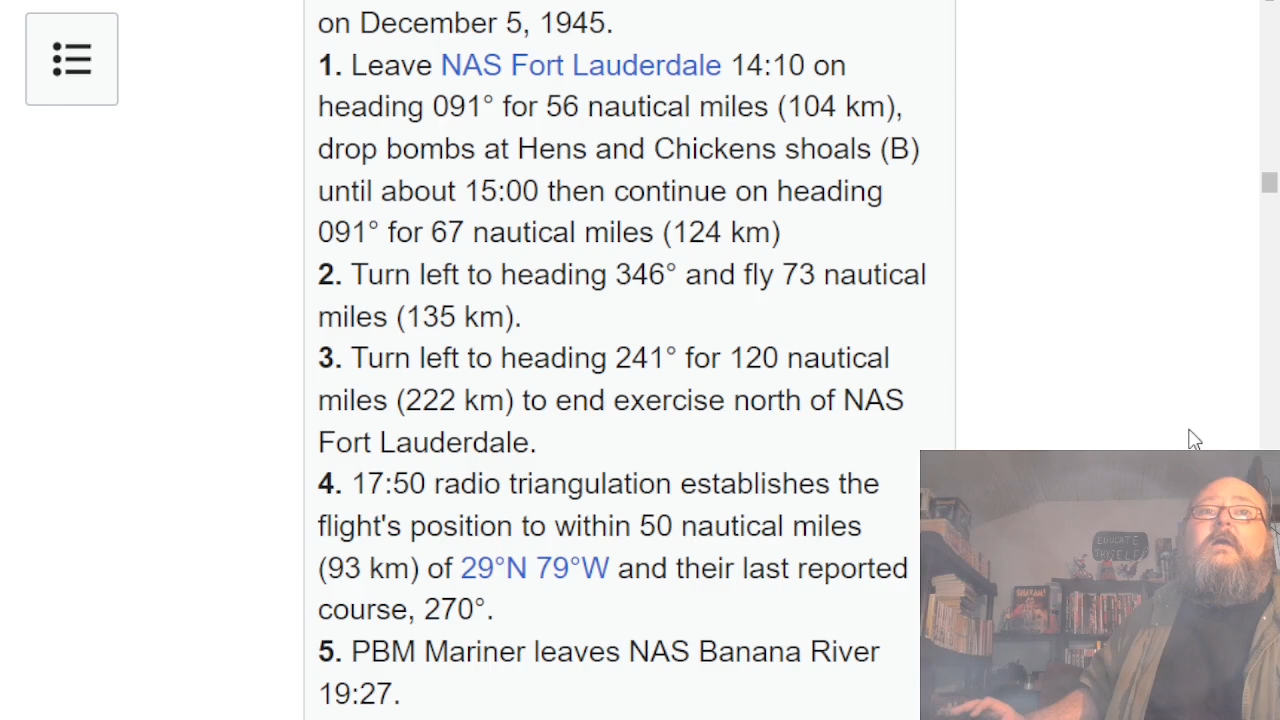 on December 5, 1945.
1. Leave NAS Fort Lauderdale 14:10 on
heading 091° for 56 nautical miles (104 km),
drop bombs at Hens and Chickens shoals (B)
until about 15:00 then continue on heading
091° for 67 nautical miles (124 km)
2. Turn left to heading 346° and fly 73 nautical
miles (135 km).
3. Turn left to heading 241° for 120 nautical
miles (222 km) to end exercise north of NAS
Fort Lauderdale.
4. 17:50 radio triangulation establishes the
flight's position to within 50 nautical miles
(93 km) of 29°N 79°W and their last reported
course, 270°.
5. PBM Mariner leaves NAS Banana River
19:27.
EDUCATE
THYSELF